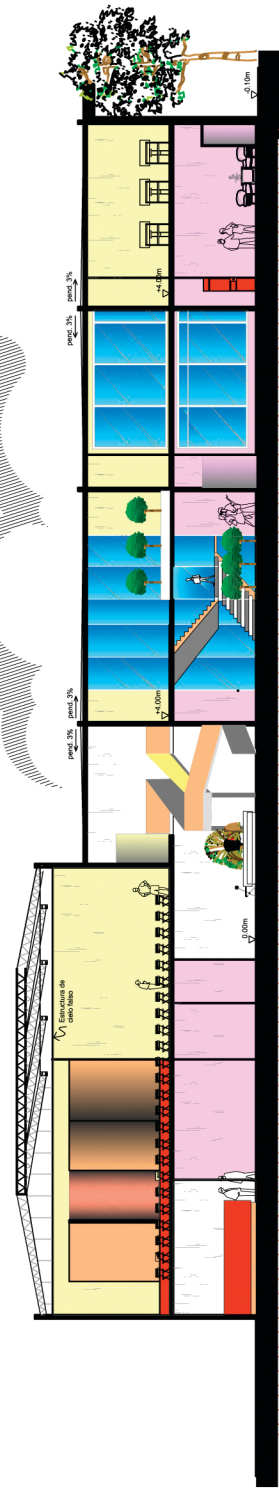 Estructura de
cielo falso
pend. 3%
pend. 3%
pend. 3%
pend. 3%
+4.00m
+4.00m
0.00m
-0.10m